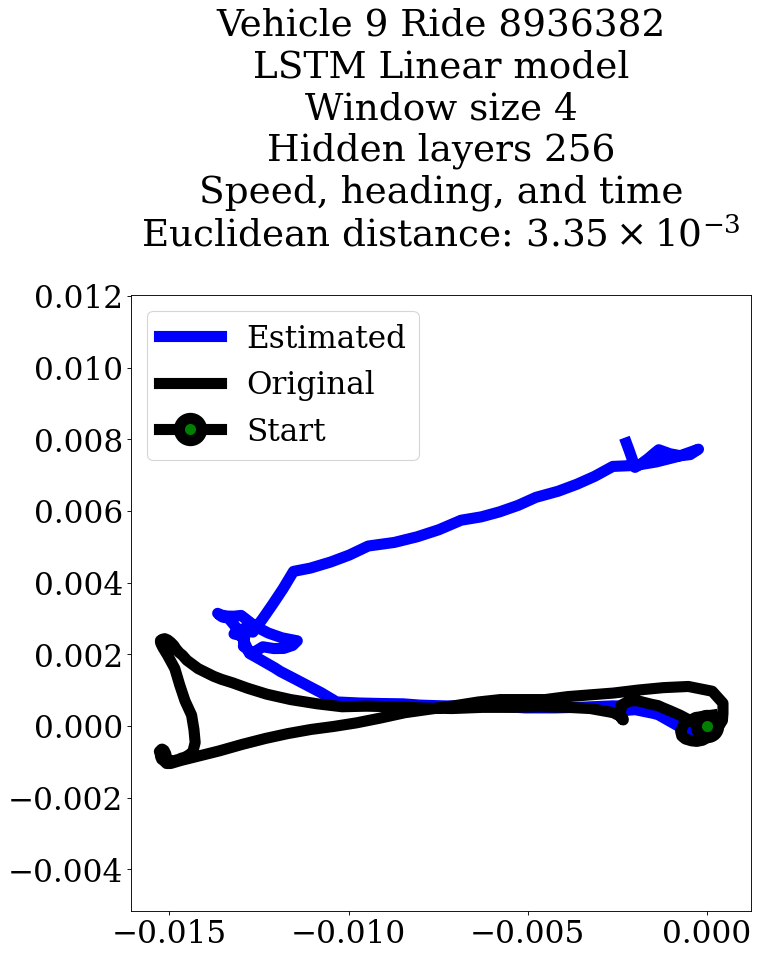 Vehicle 9 Ride 8936382
LSTM Linear model
Window size 4
Hidden layers 256
Speed, heading, and time
Euclidean distance: 3.35 × 10⁻³
0.012
0.010
0.008
0.006
0.004
0.002
0.000
−0.002
−0.004
Estimated
Original
Start
−0.015
−0.010
−0.005
0.000